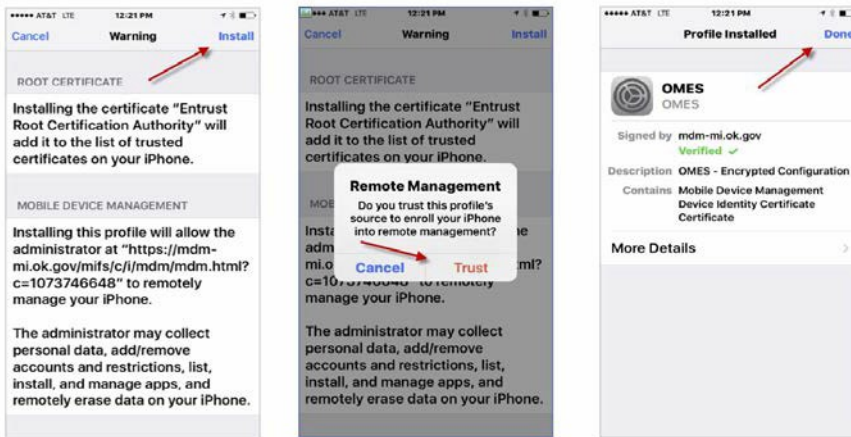 AT&T LTE 12:21 PM
Cancel Warning Install
ROOT CERTIFICATE
Installing the certificate "Entrust
Root Certification Authority" will
add it to the list of trusted
certificates on your iPhone.
MOBILE DEVICE MANAGEMENT
Installing this profile will allow the
administrator at "https://mdm-
mi.ok.gov/mifs/c/i/mdm/mdm.html?
c=1073746648" to remotely
manage your iPhone.
The administrator may collect
personal data, add/remove
accounts and restrictions, list,
install, and manage apps, and
remotely erase data on your iPhone.
AT&T LTE 12:21 PM
Cancel Warning Install
ROOT CERTIFICATE
Installing the certificate "Entrust
Root Certification Authority" will
add it to the list of trusted
certificates on your iPhone.
Remote Management
Do you trust this profile's
source to enroll your iPhone
into remote management?
Cancel Trust
manage your iPhone.
The administrator may collect
personal data, add/remove
accounts and restrictions, list,
install, and manage apps, and
remotely erase data on your iPhone.
AT&T LTE 12:21 PM
Profile Installed Done
OMES
OMES
Signed by mdm-mi.ok.gov
Verified
Description OMES - Encrypted Configuration
Contains Mobile Device Management
Device Identity Certificate
Certificate
More Details